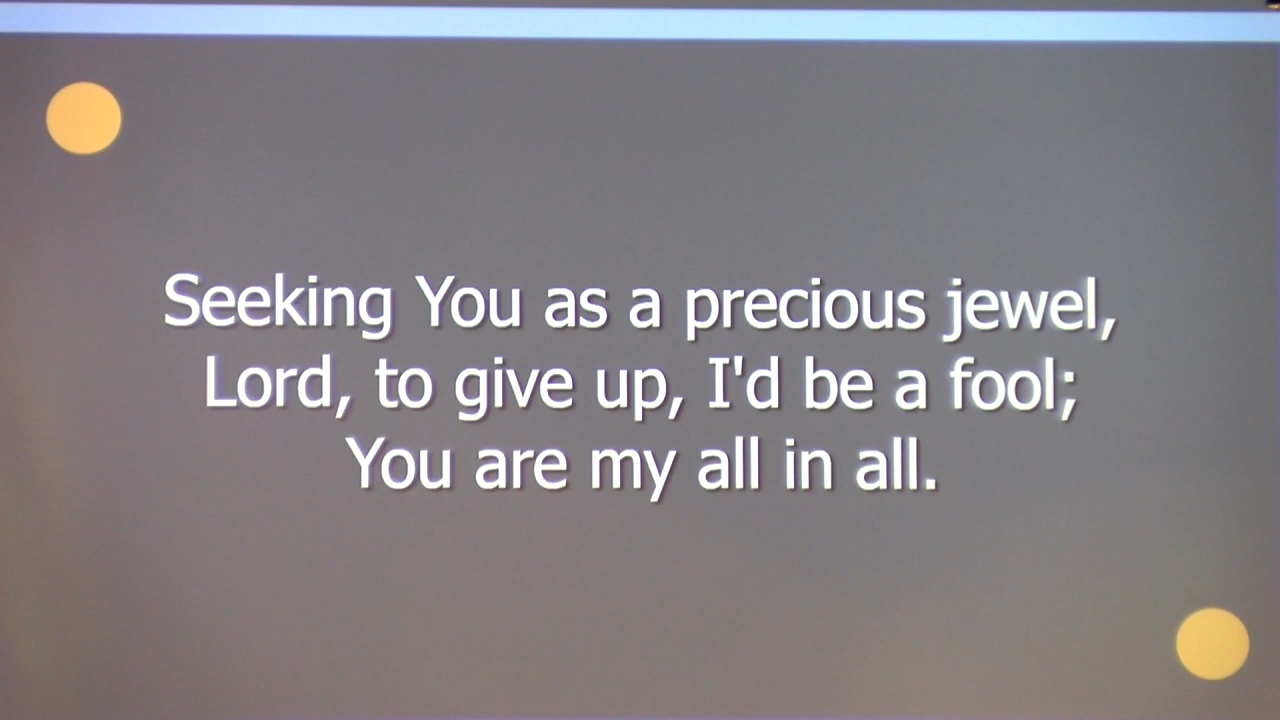 Seeking You as a precious jewel,
Lord, to give up, I'd be a fool;
You are my all in all.